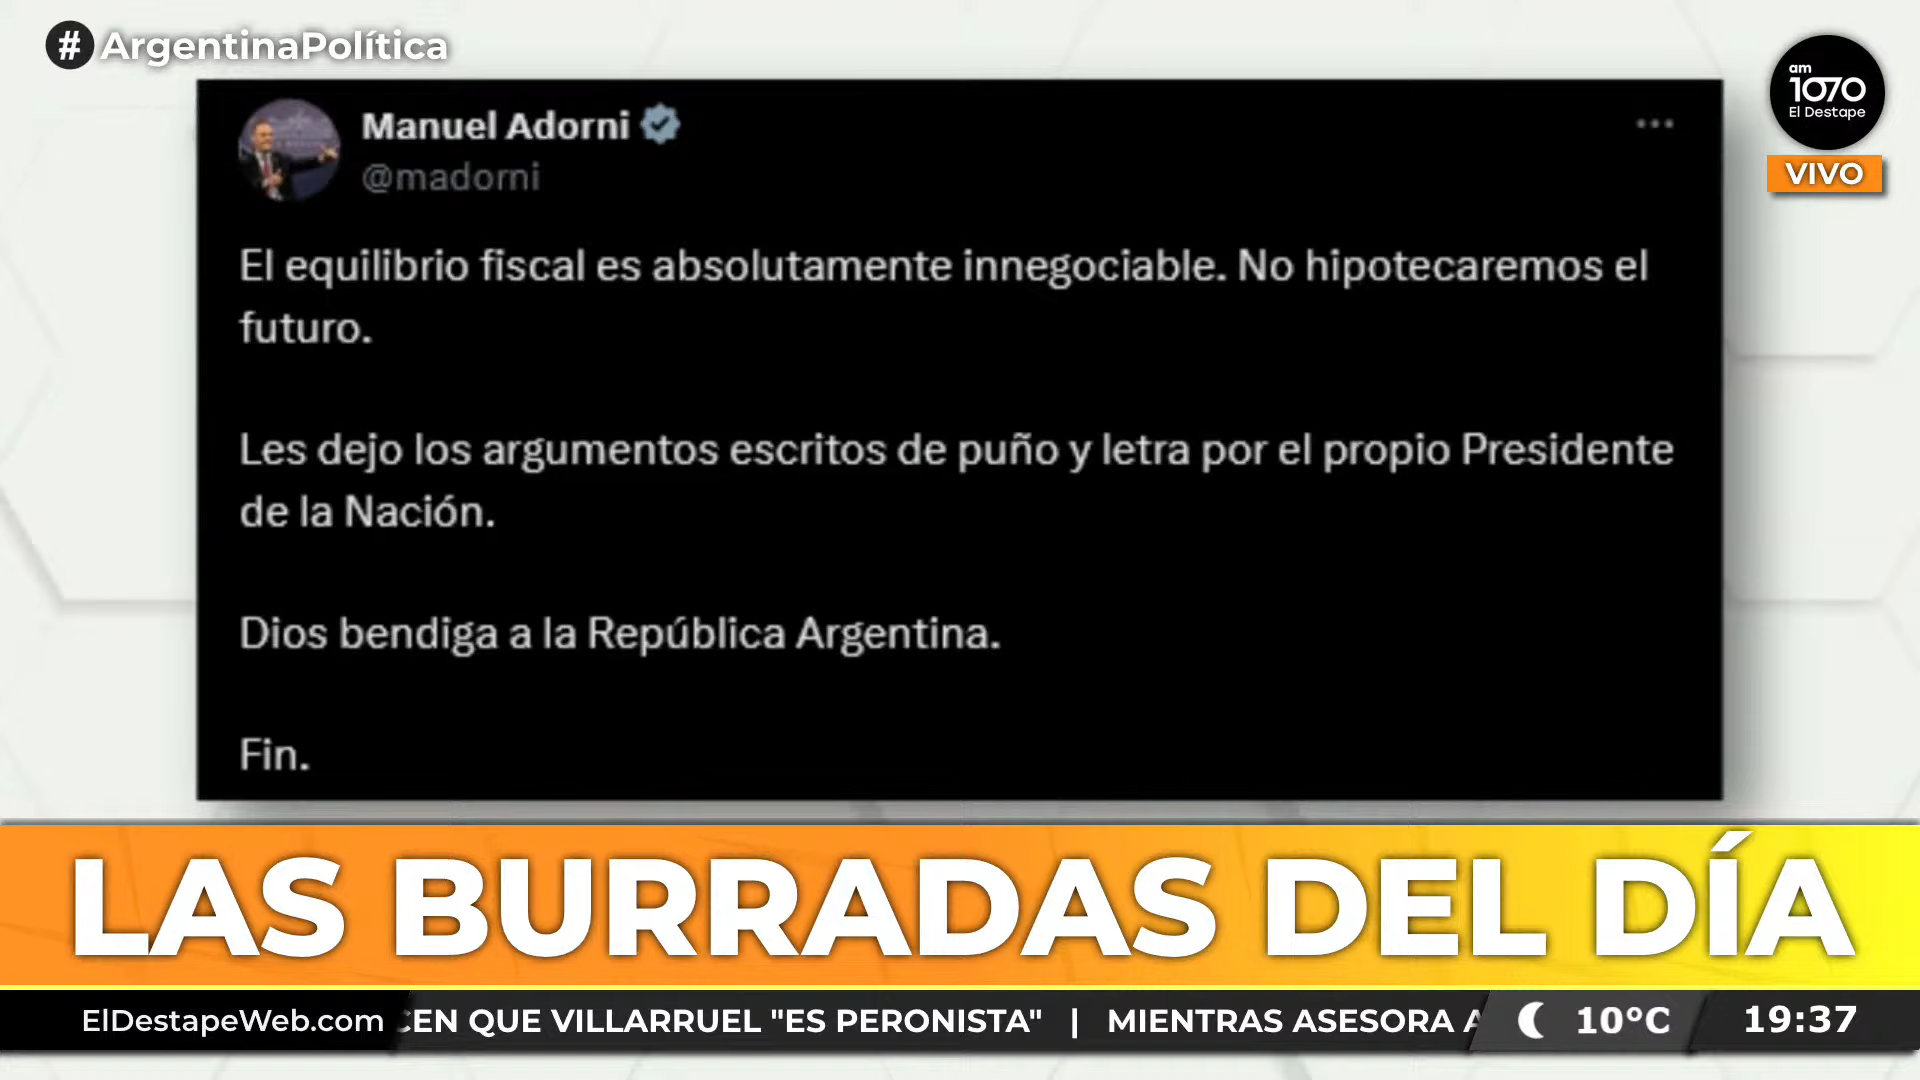 # ArgentinaPolítica
am
1070
El Destape
VIVO
Manuel Adorni
@madorni
El equilibrio fiscal es absolutamente innegociable. No hipotecaremos el
futuro.
Les dejo los argumentos escritos de puño y letra por el propio Presidente
de la Nación.
Dios bendiga a la República Argentina.
Fin.
LAS BURRADAS DEL DÍA
ElDestapeWeb.com
QUE VILLARRUEL "ES PERONISTA" | MIENTRAS ASESORA
10°C
19:37